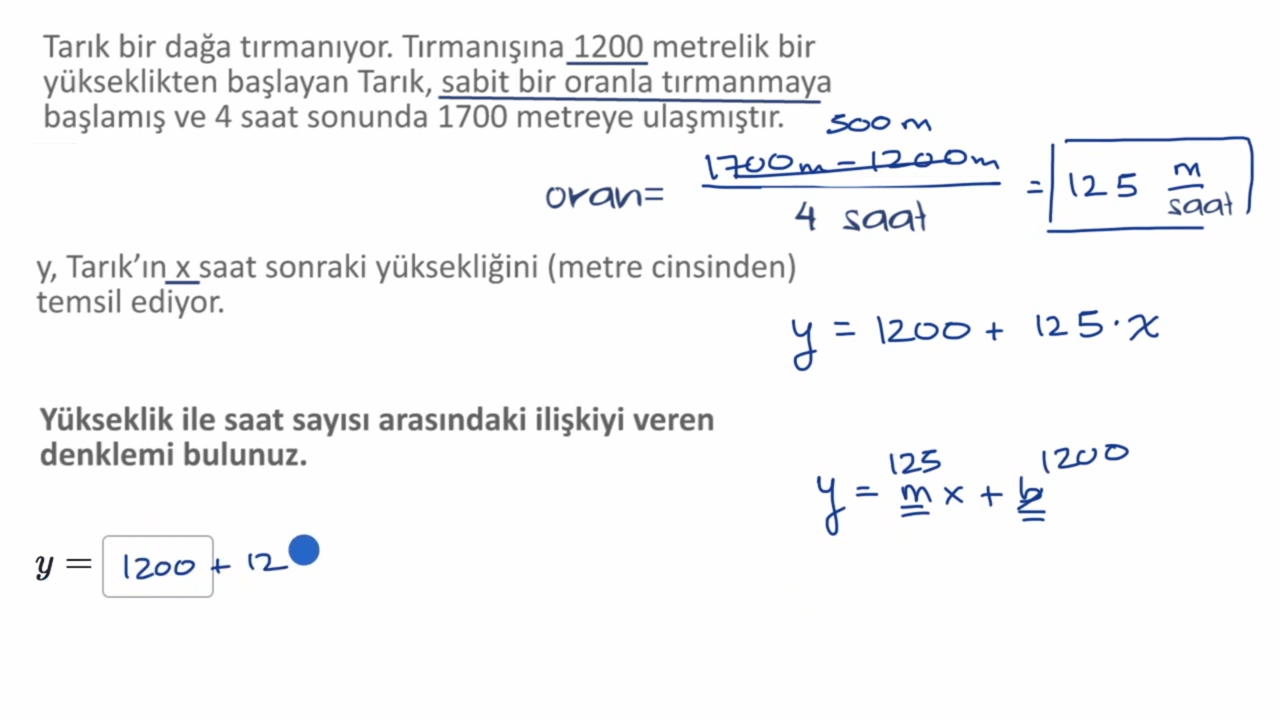 Tarık bir dağa tırmanıyor. Tırmanışına 1200 metrelik bir
yükseklikten başlayan Tarık, sabit bir oranla tırmanmaya
başlamış ve 4 saat sonunda 1700 metreye ulaşmıştır.
500 m
1700m - 1200m
oran=
4 saat
= 125 m
saat
y, Tarık'ın x saat sonraki yüksekliğini (metre cinsinden)
temsil ediyor.
y = 1200 + 125·x
Yükseklik ile saat sayısı arasındaki ilişkiyi veren
denklemi bulunuz.
125 1200
y = mx + b
y = 1200 + 12